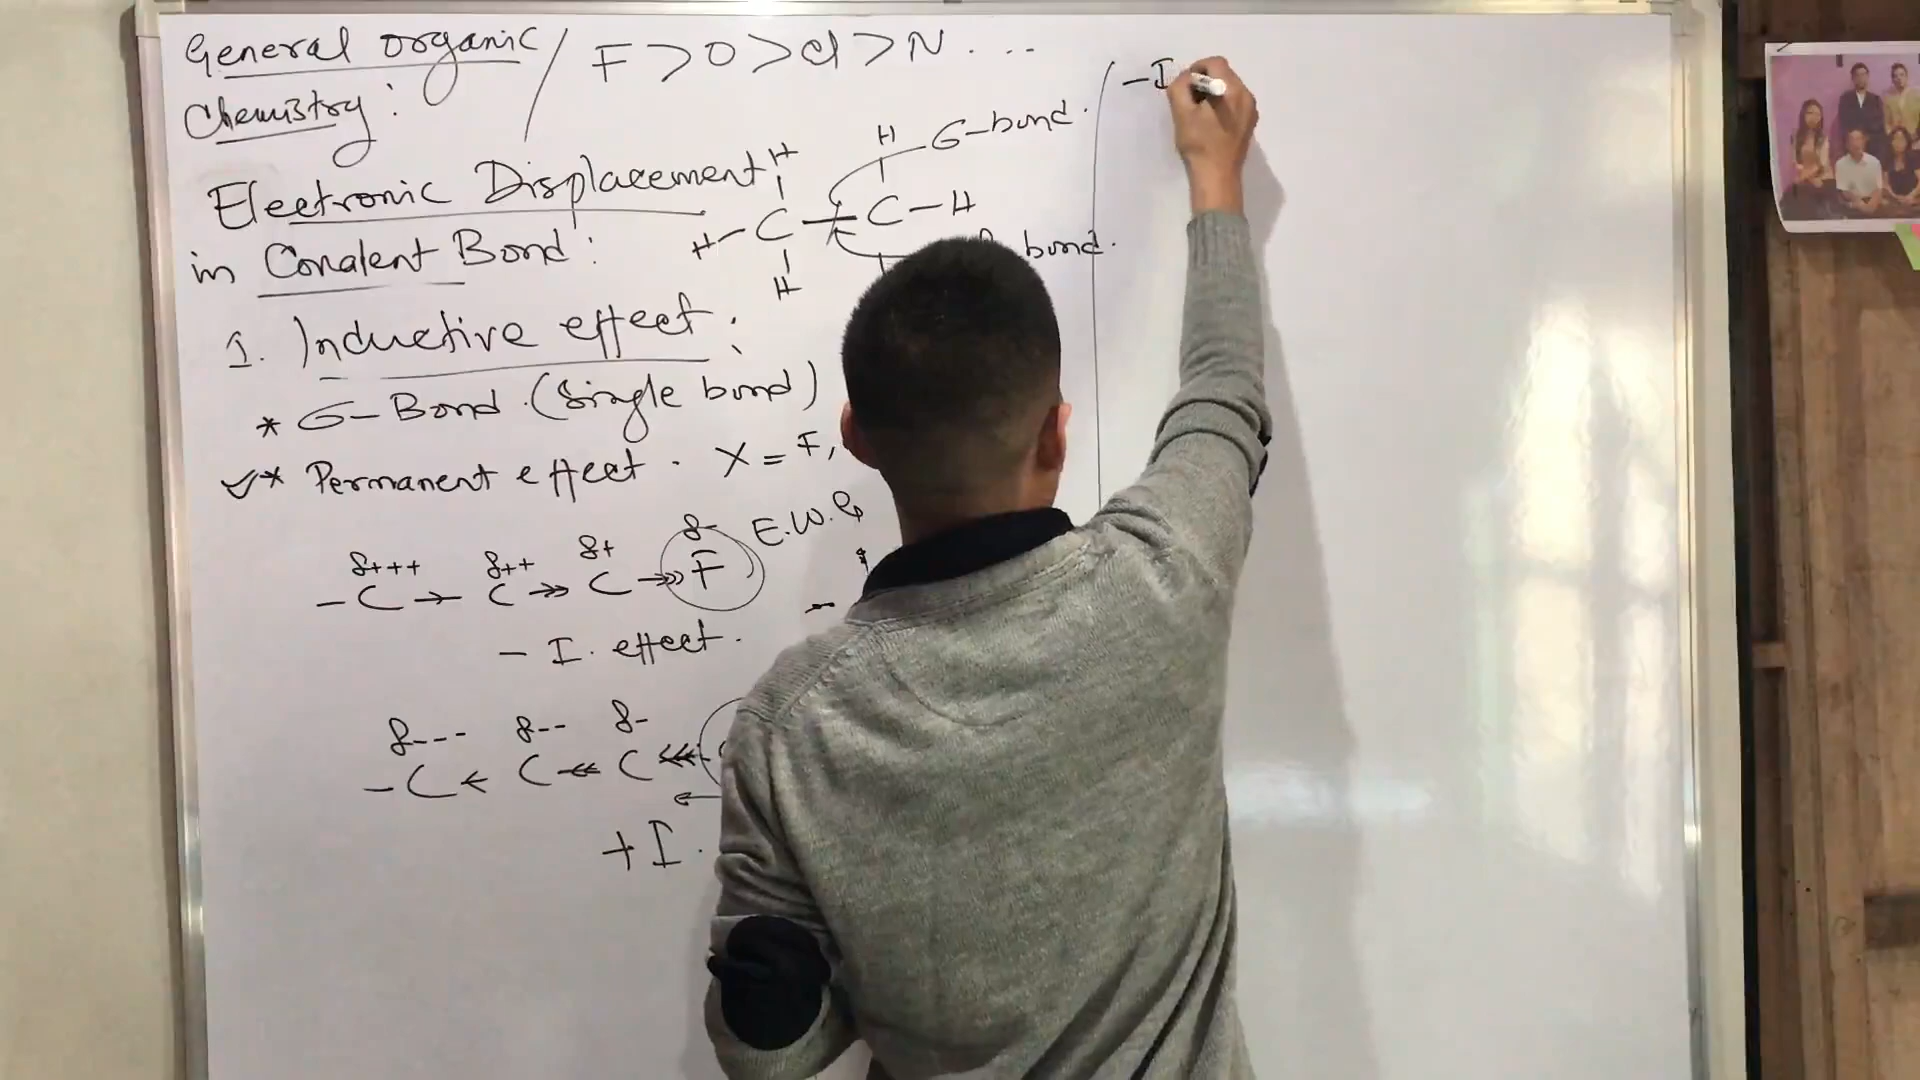 General organic / F > O > Cl > N ...
Chemistry :
Electronic Displacement
in Conalent Bond :
H
H - C - C - H
H
H
σ-bond.
bond.
1. Inductive effect :
* σ-Bond (Single bond)
* Permanent effect . X = F,
δ+++ δ++ δ+ δ-
- C → C →> C →>> F
E.W.G
- I. effect.
δ--- δ-- δ-
- C ← C <<- C <<<-
←
+ I.
- I